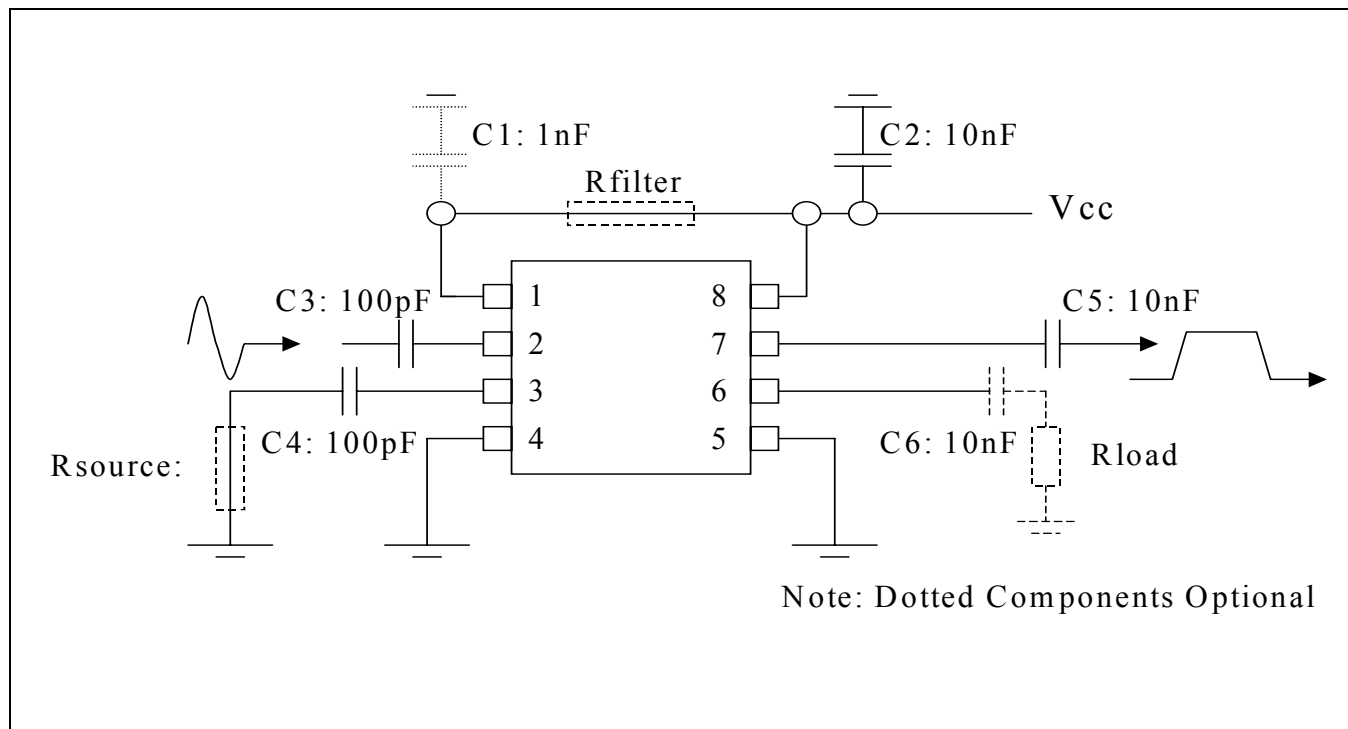 C1: 1nF
C2: 10nF
Rfilter
Vcc
1
8
C3: 100pF
C5: 10nF
2
7
3
6
C4: 100pF
C6: 10nF
4
5
Rsource:
Rload
Note: Dotted Components Optional